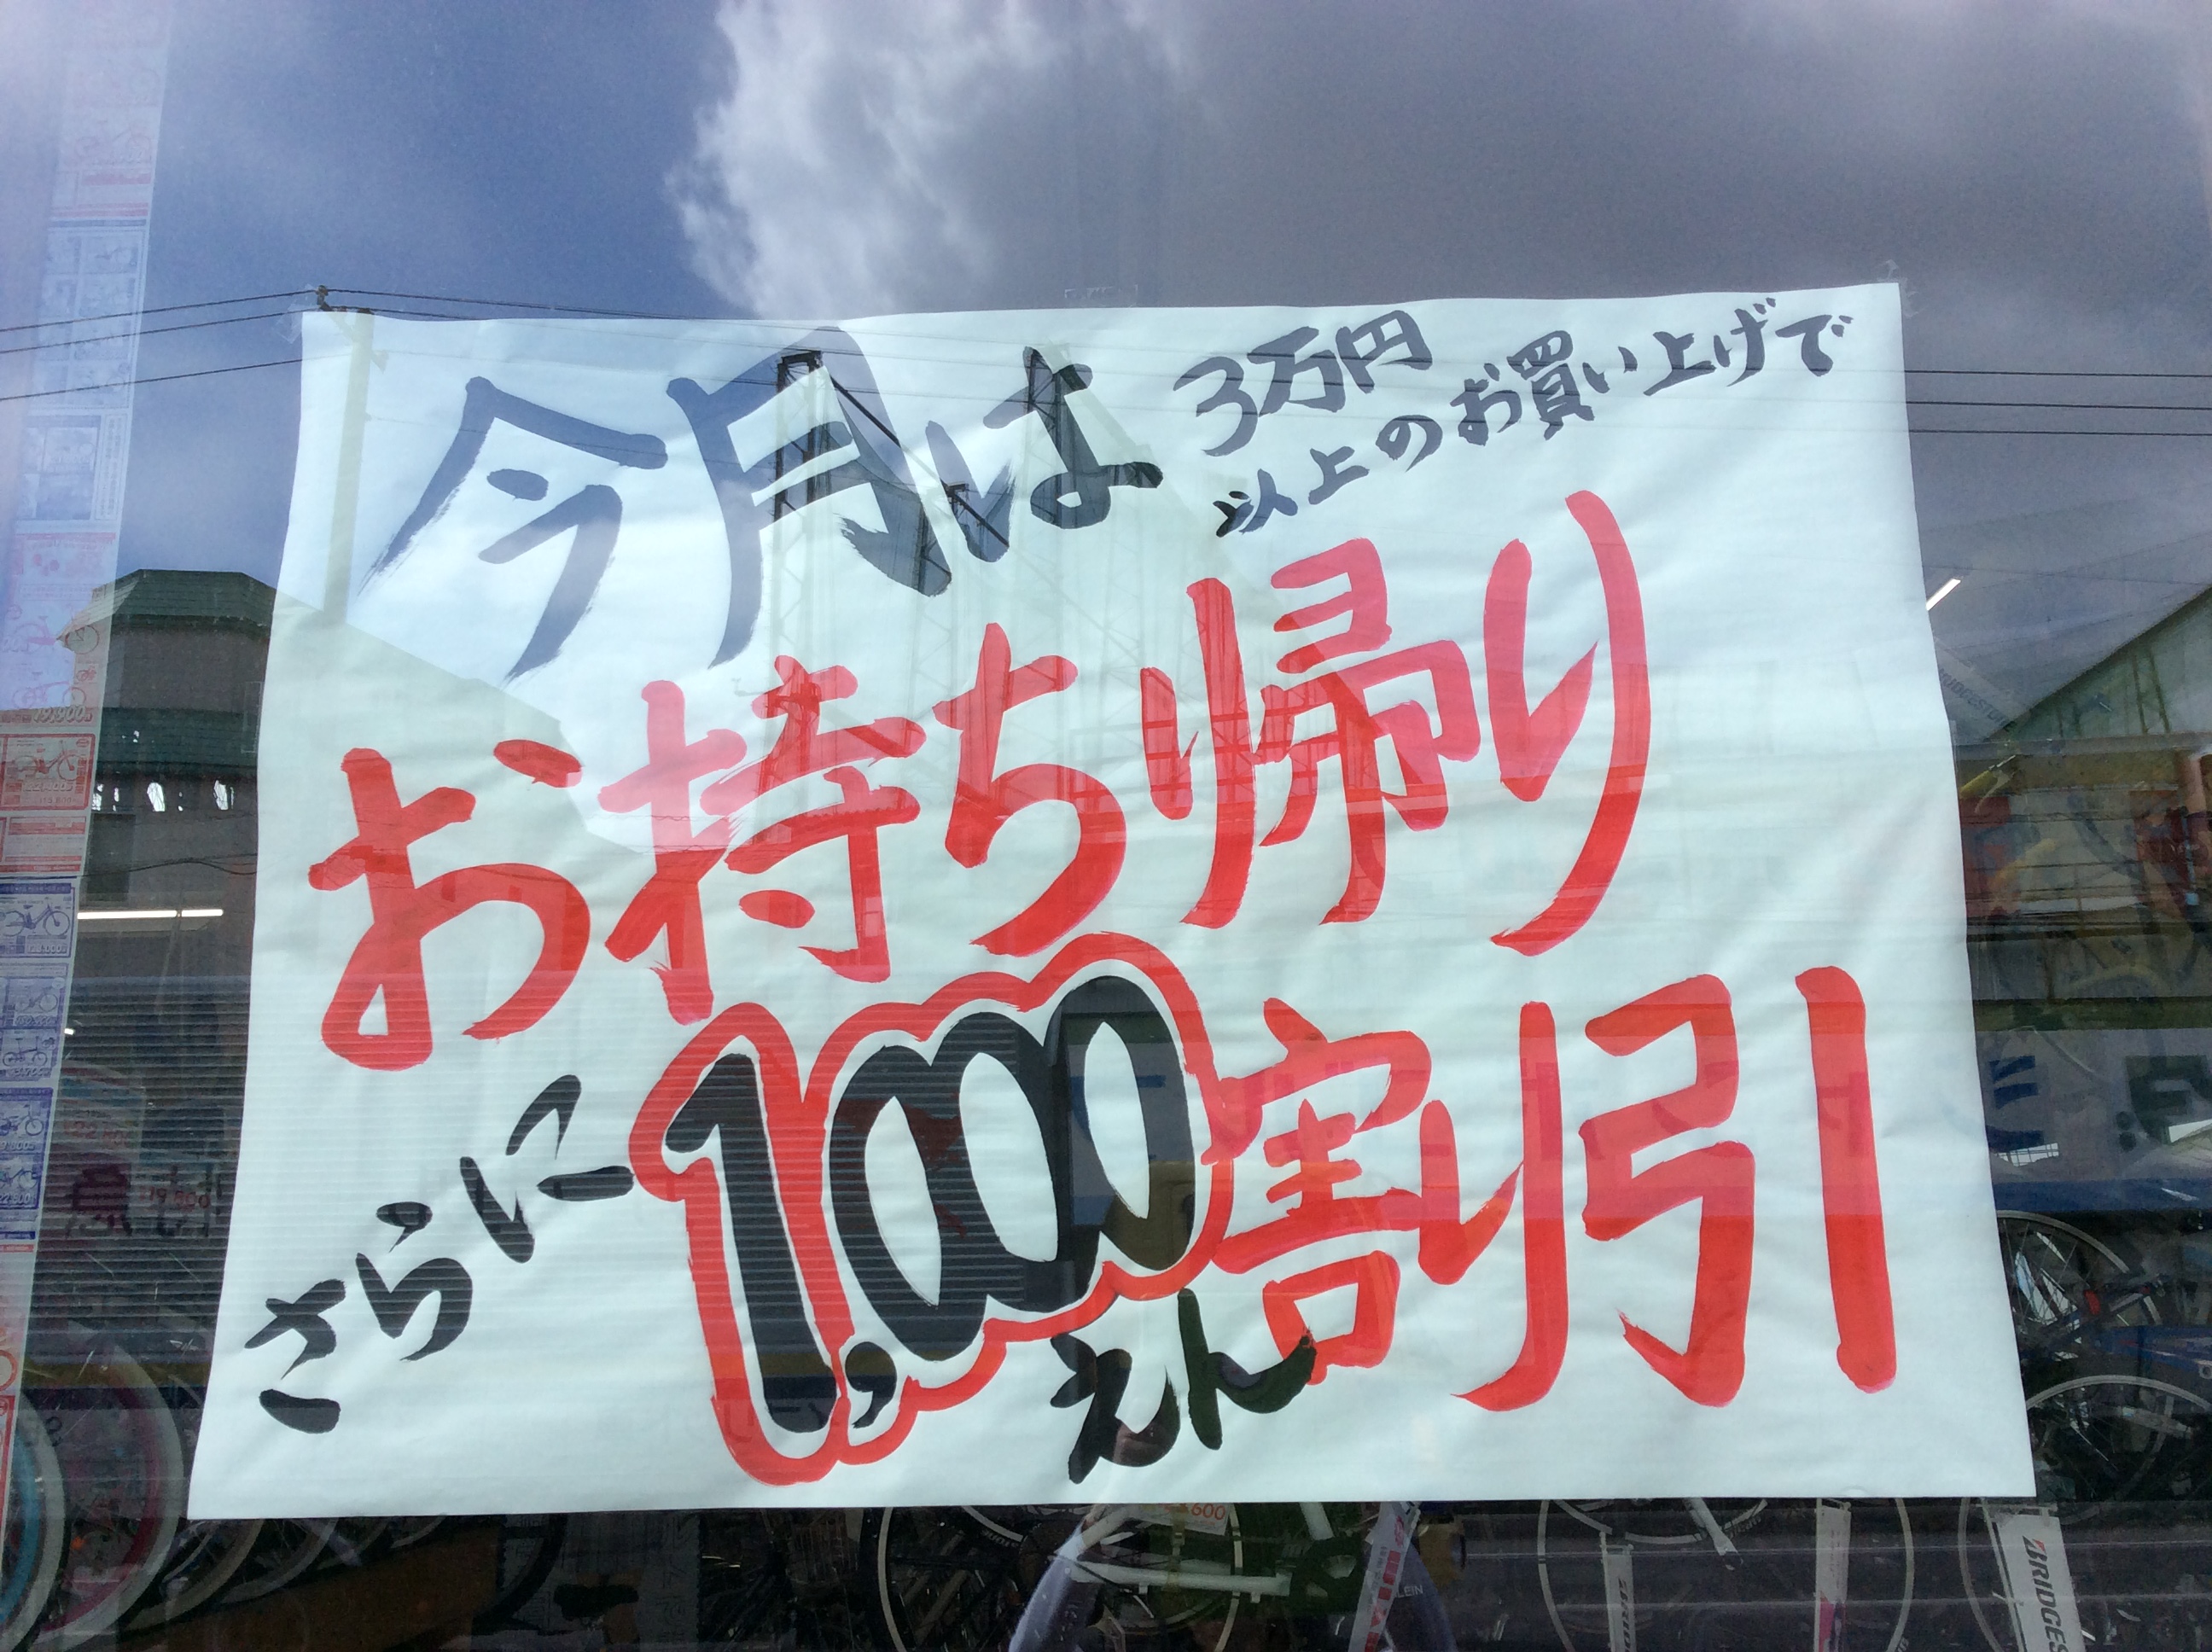 今月は
3万円
以上のお買い上げで
お持ち帰り
さらに1,000えん割引
BRIDGE